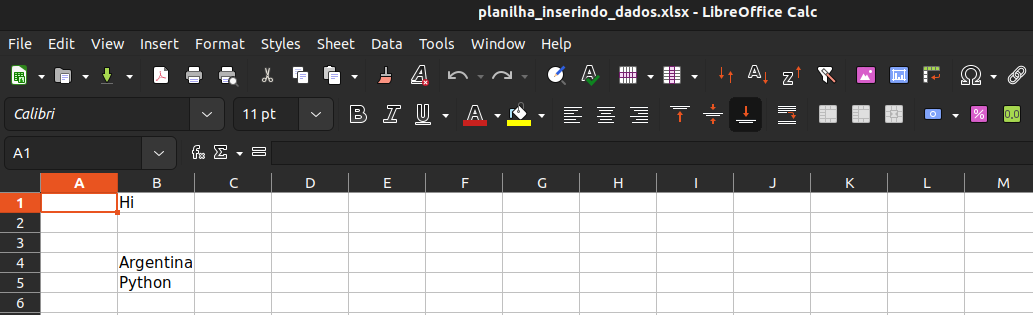 planilha_inserindo_dados.xlsx - LibreOffice Calc
File Edit View Insert Format Styles Sheet Data Tools Window Help
Calibri 11 pt
A1
A B C D E F G H I J K L M
1 Hi
2
3
4 Argentina
5 Python
6